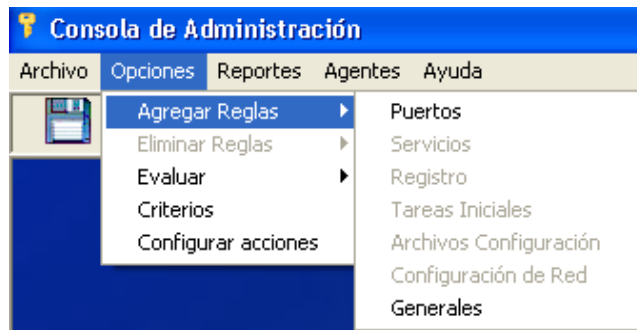 Consola de Administración
Archivo Opciones Reportes Agentes Ayuda
Agregar Reglas
Eliminar Reglas
Evaluar
Criterios
Configurar acciones
Puertos
Servicios
Registro
Tareas Iniciales
Archivos Configuración
Configuración de Red
Generales